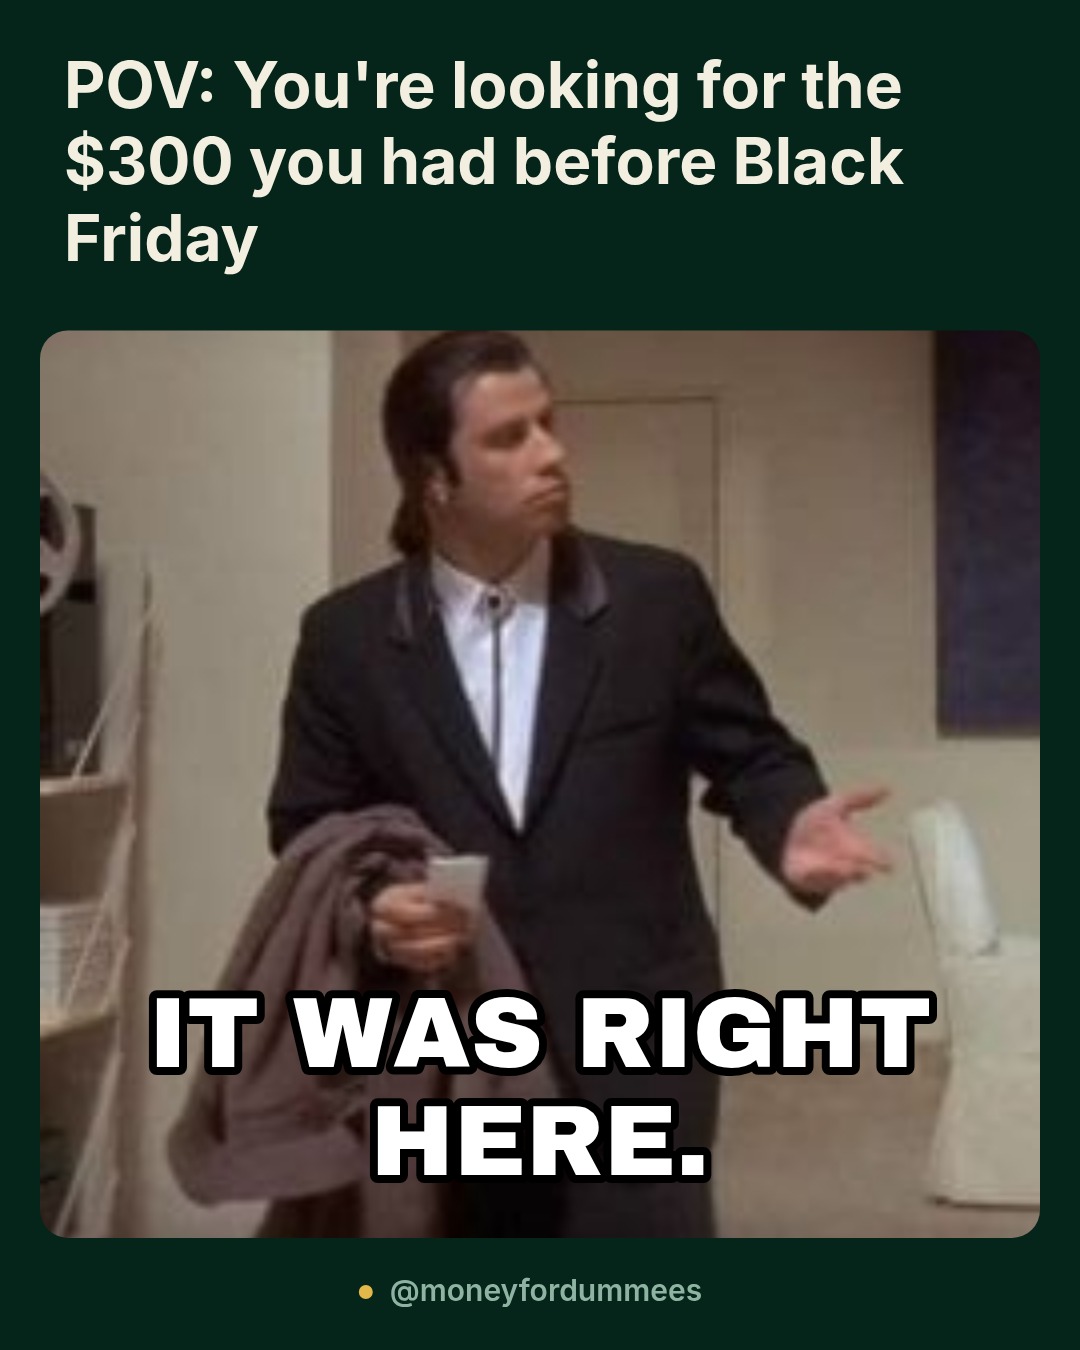 POV: You're looking for the
$300 you had before Black
Friday
IT WAS RIGHT
HERE.
@moneyfordummees